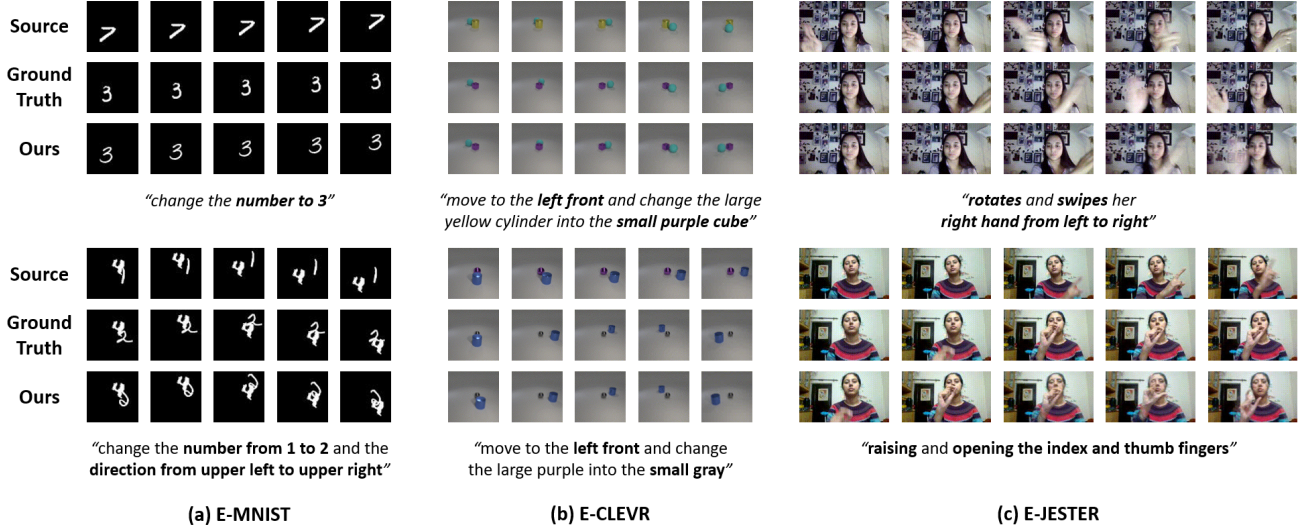 Source
Ground
Truth
Ours
"change the number to 3"
"move to the left front and change the large
yellow cylinder into the small purple cube"
"rotates and swipes her
right hand from left to right"
Source
Ground
Truth
Ours
"change the number from 1 to 2 and the
direction from upper left to upper right"
"move to the left front and change
the large purple into the small gray"
"raising and opening the index and thumb fingers"
(a) E-MNIST
(b) E-CLEVR
(c) E-JESTER